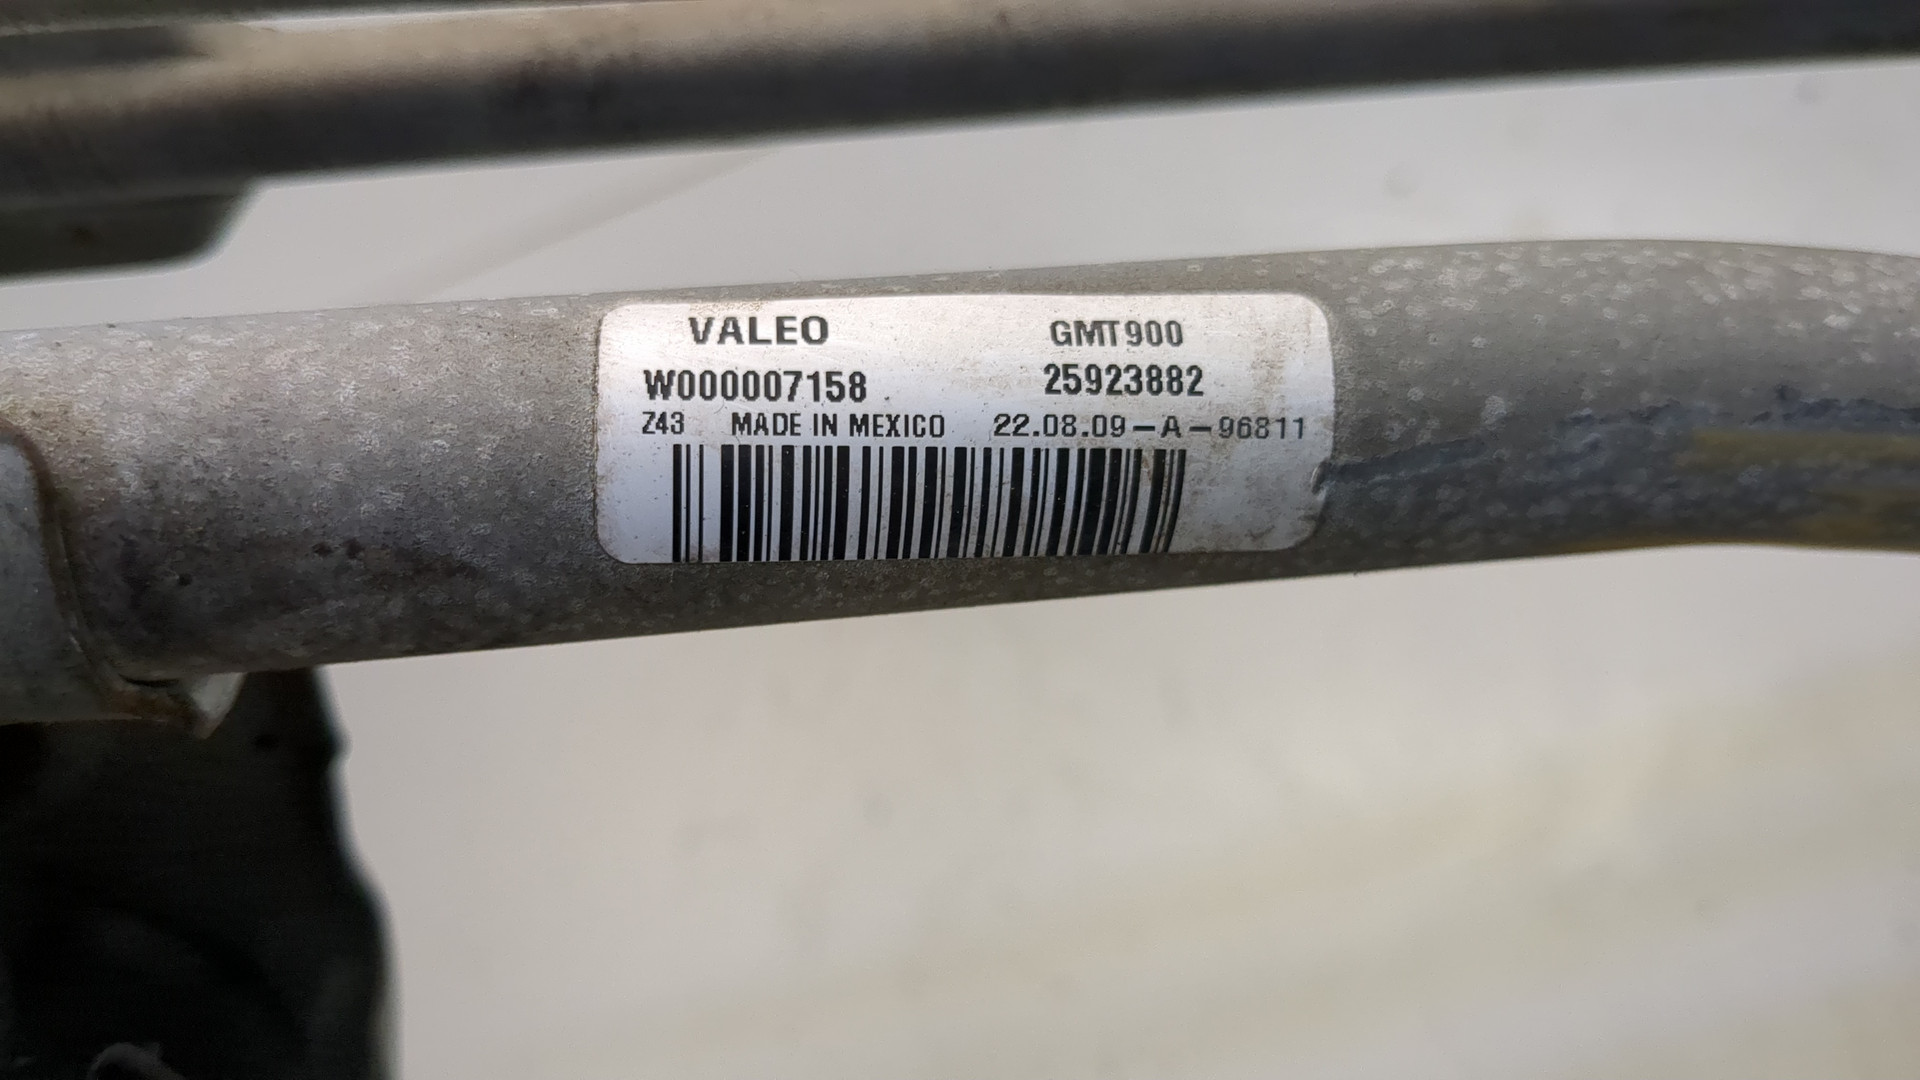 VALEO GMT900
W000007158 25923882
Z43 MADE IN MEXICO 22.08.09-A-96811